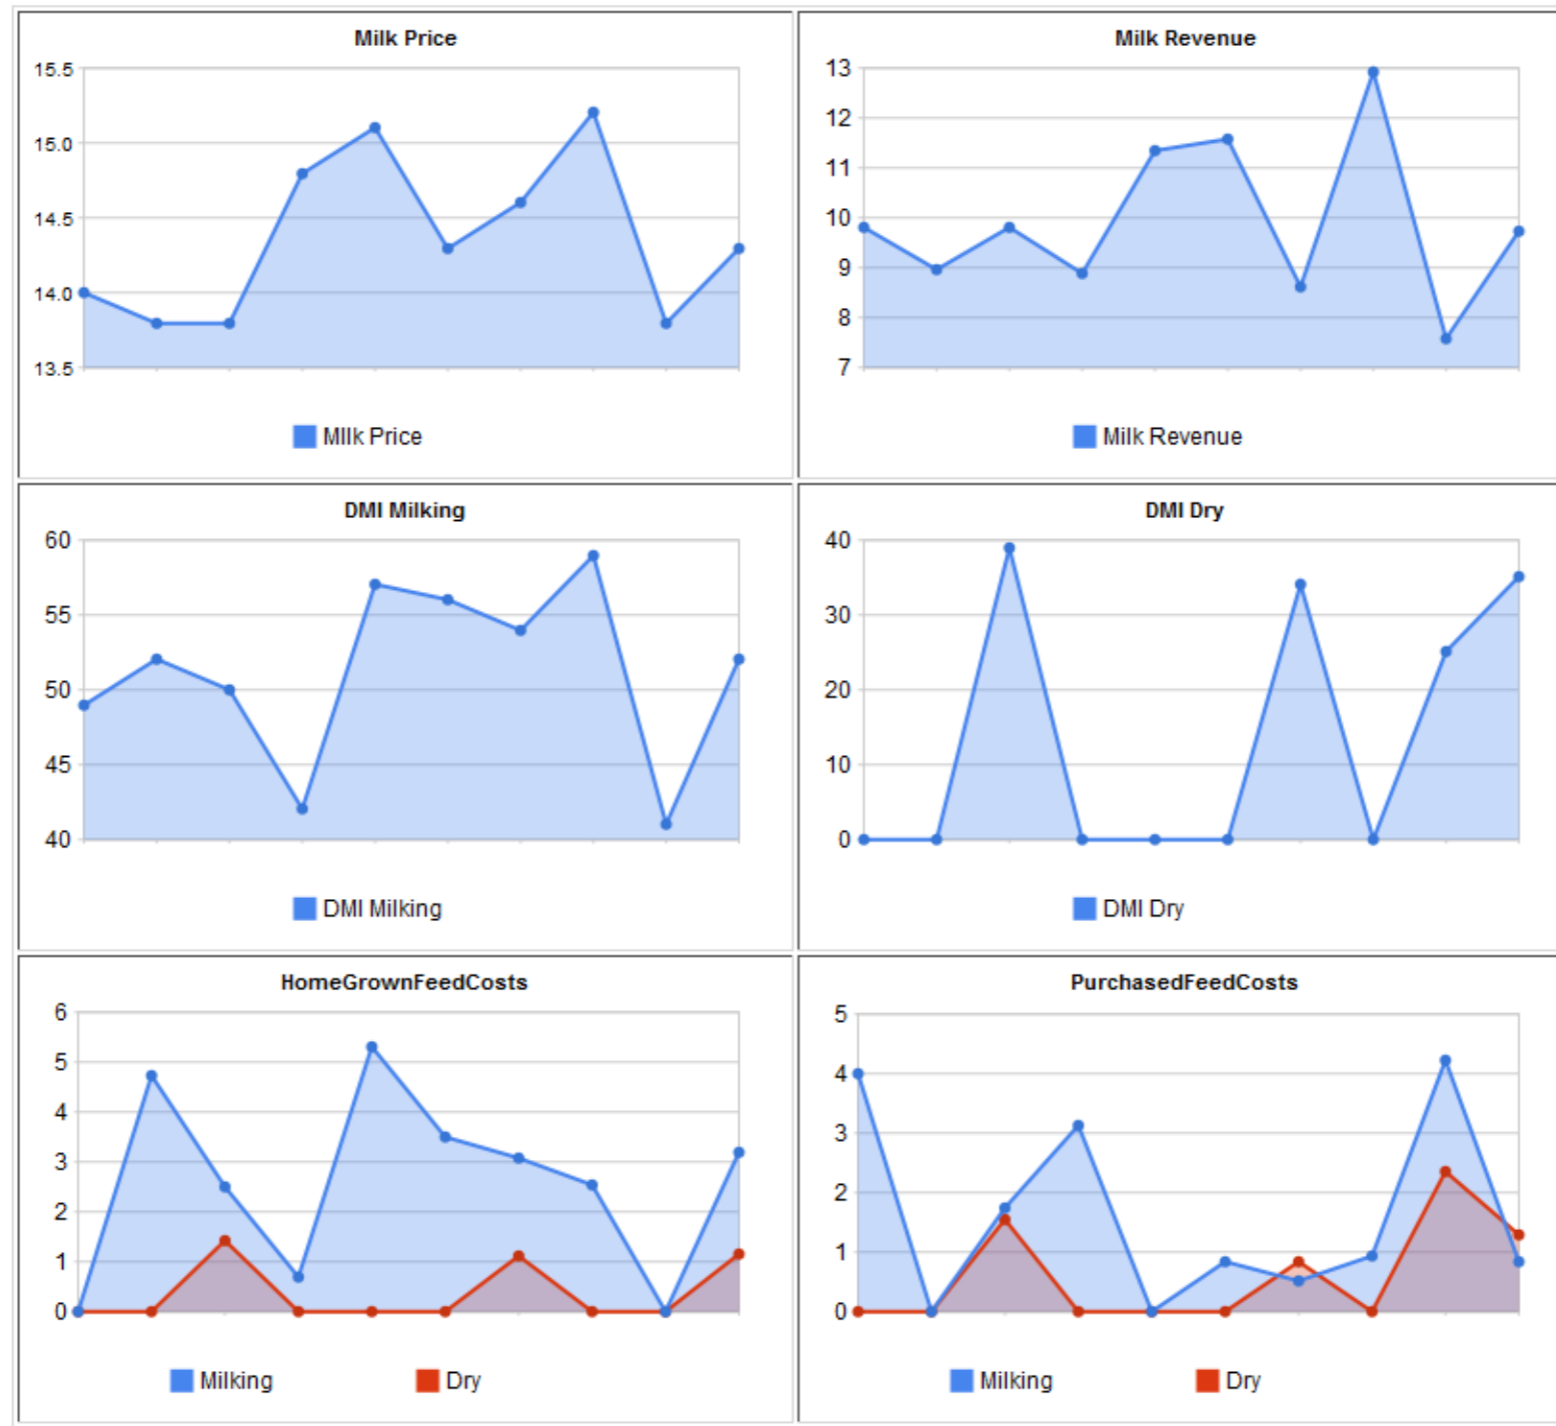 Milk Price
15.5
15.0
14.5
14.0
13.5
MIlk Price
Milk Revenue
13
12
11
10
9
8
7
Milk Revenue
DMI Milking
60
55
50
45
40
DMI Milking
DMI Dry
40
30
20
10
0
DMI Dry
HomeGrownFeedCosts
6
5
4
3
2
1
0
Milking Dry
PurchasedFeedCosts
5
4
3
2
1
0
Milking Dry